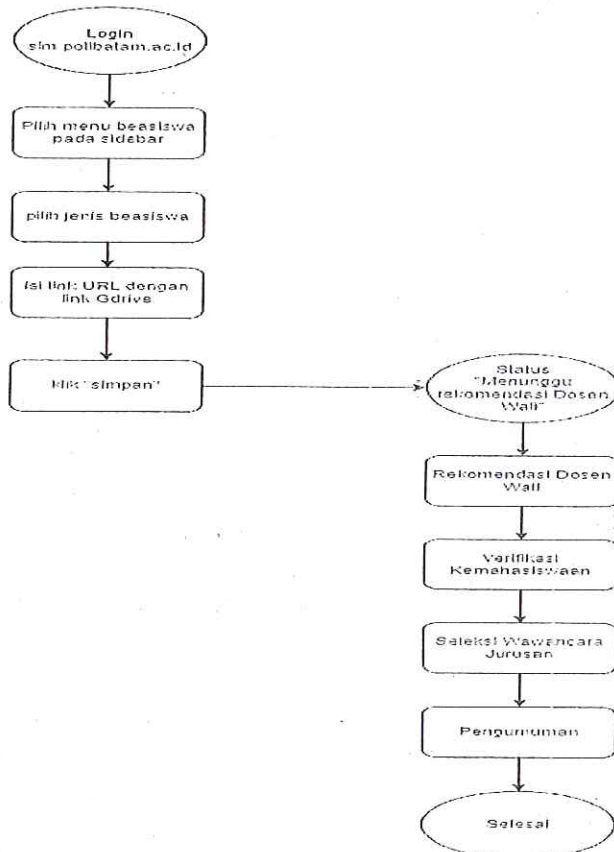 Login
sim.polibatam.ac.id
Pilih menu beasiswa
pada sidebar
pilih jenis beasiswa
isi link URL dengan
link Gdrive
klik "simpan"
Status
"Menunggu
rekomendasi Dosen
Wali"
Rekomendasi Dosen
Wali
Verifikasi
Kemahasiswaan
Seleksi Wawancara
Jurusan
Pengumuman
Selesai